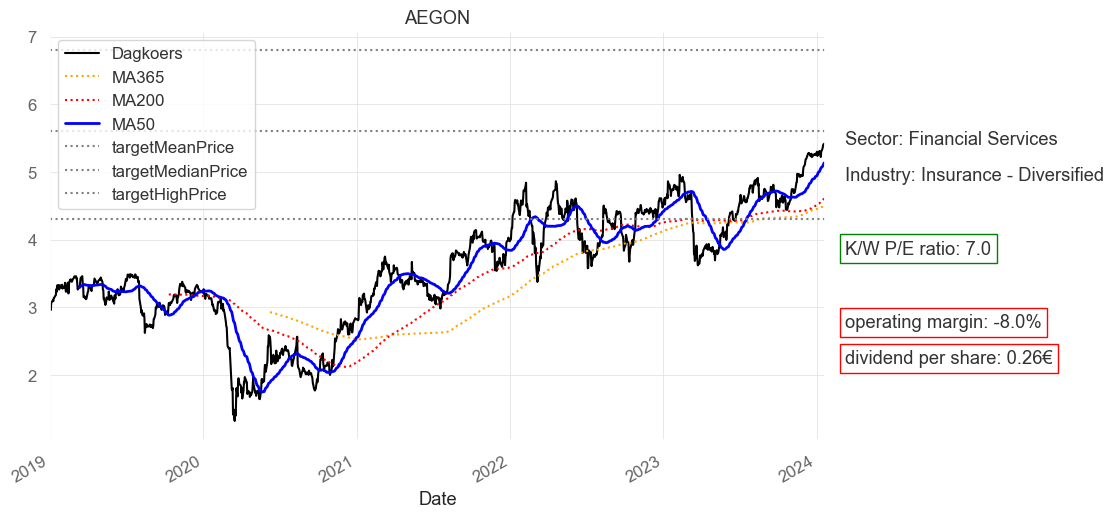 AEGON
7
6
5
4
3
2
Dagkoers
MA365
MA200
MA50
targetMeanPrice
targetMedianPrice
targetHighPrice
2019
2020
2021
2022
2023
2024
Date
Sector: Financial Services
Industry: Insurance - Diversified
K/W P/E ratio: 7.0
operating margin: -8.0%
dividend per share: 0.26€